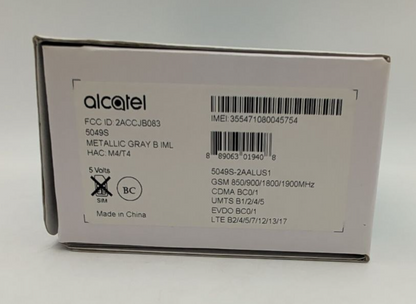 alcatel
FCC ID: 2ACCJB083
5049S
METALLIC GRAY B IML
HAC: M4/T4
5 Volts
SIM
BC
Made in China
IMEI: 355471080045754
8 89063 01940 8
5049S-2AALUS1
GSM 850/900/1800/1900MHz
CDMA BC0/1
UMTS B1/2/4/5
EVDO BC0/1
LTE B2/4/5/7/12/13/17